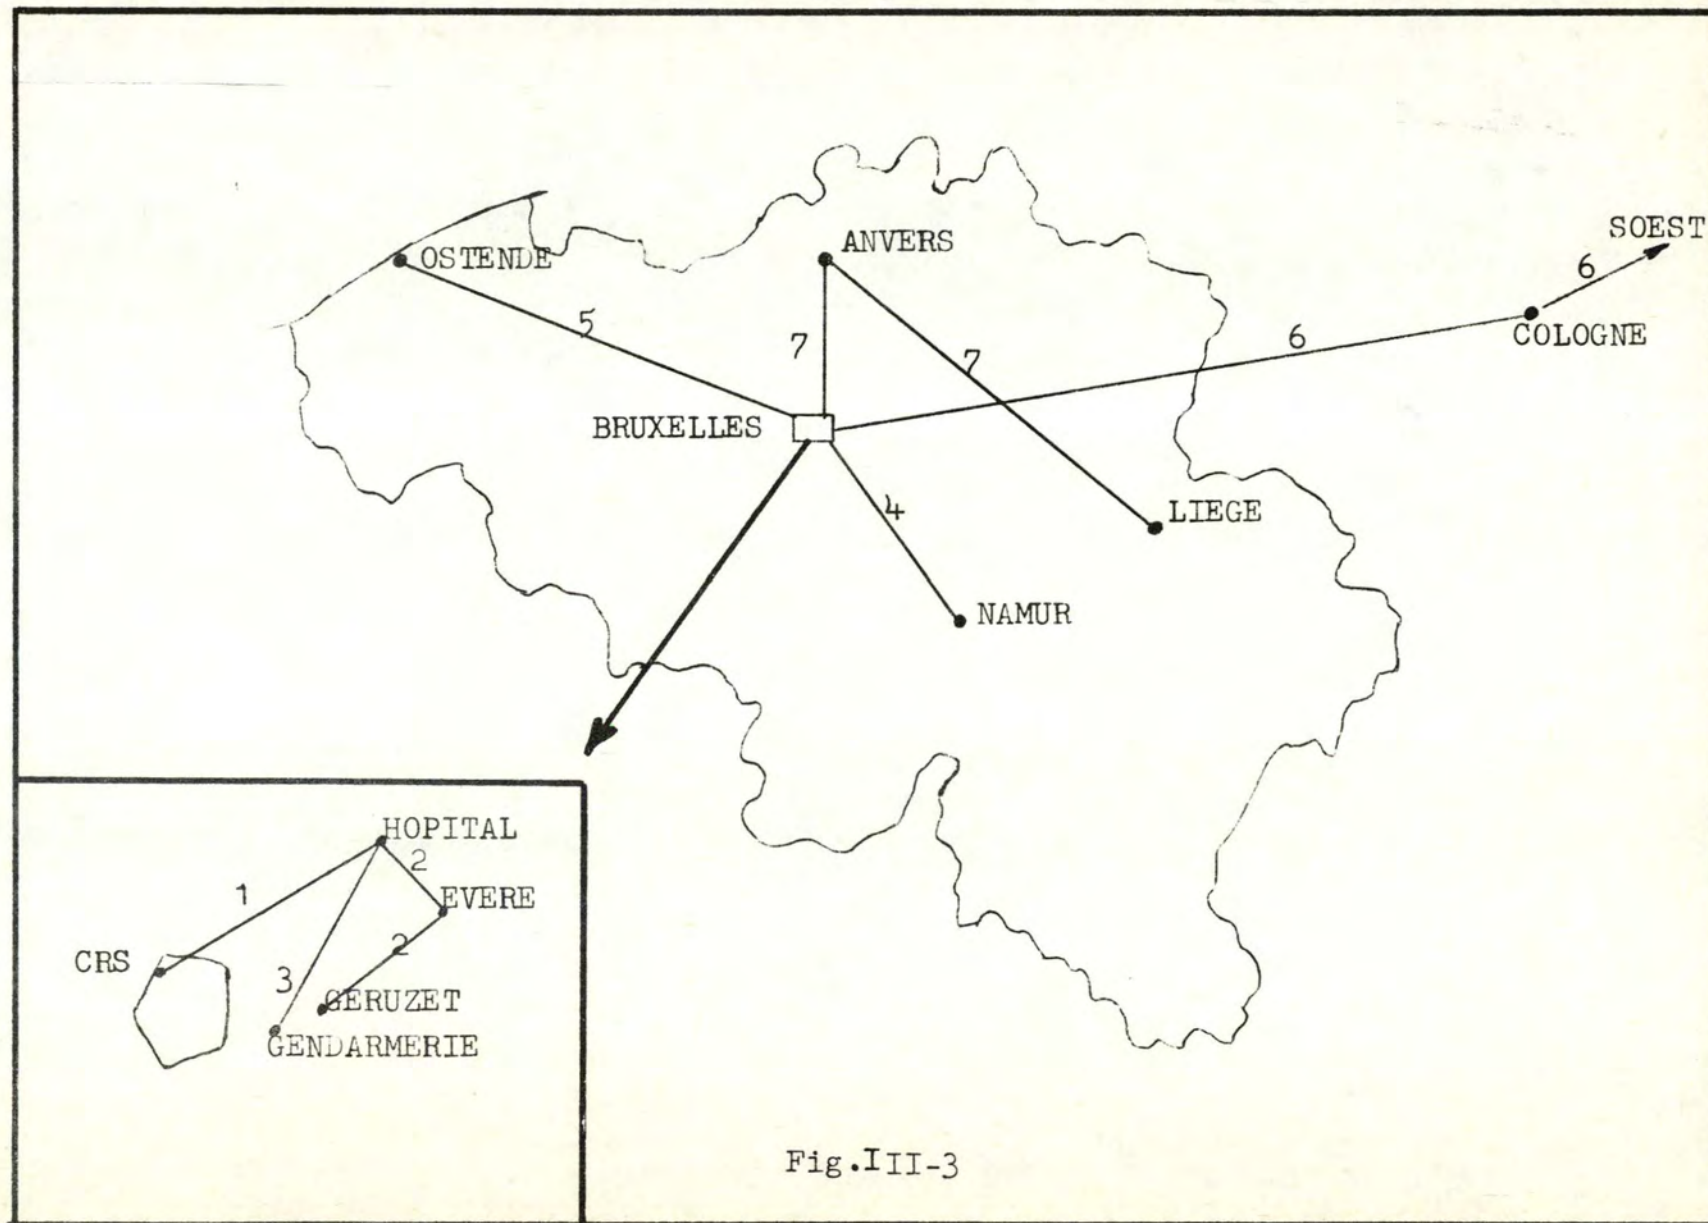 SOEST
6
ANVERS
OSTENDE
COLOGNE
5
7
7
6
BRUXELLES
4
LIEGE
NAMUR
HOPITAL
2
1
EVERE
2
CRS
3
GERUZET
GENDARMERIE
Fig.III-3